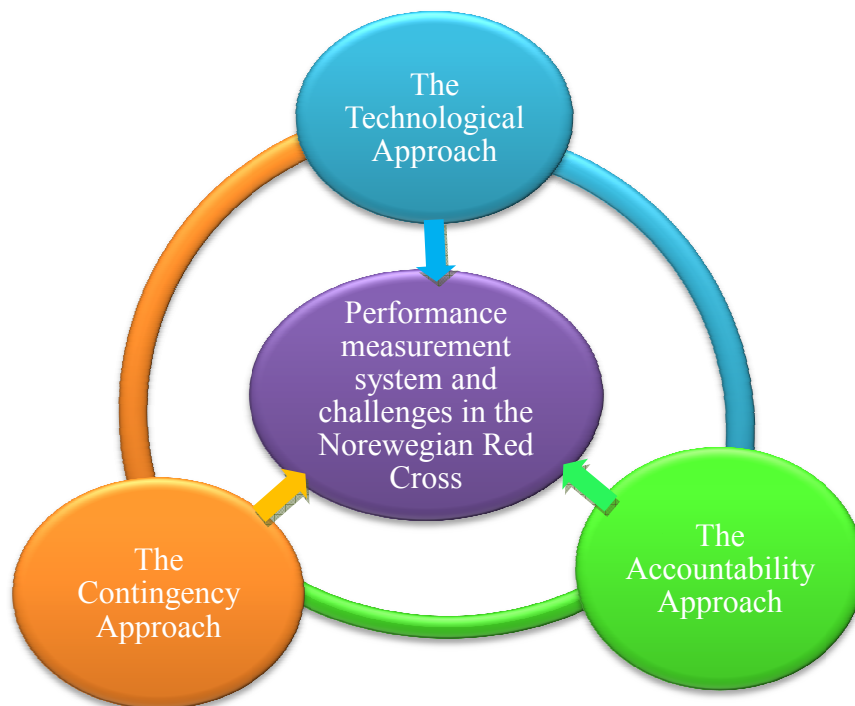 The
Technological
Approach
Performance
measurement
system and
challenges in the
Norewegian Red
Cross
The
Contingency
Approach
The
Accountability
Approach